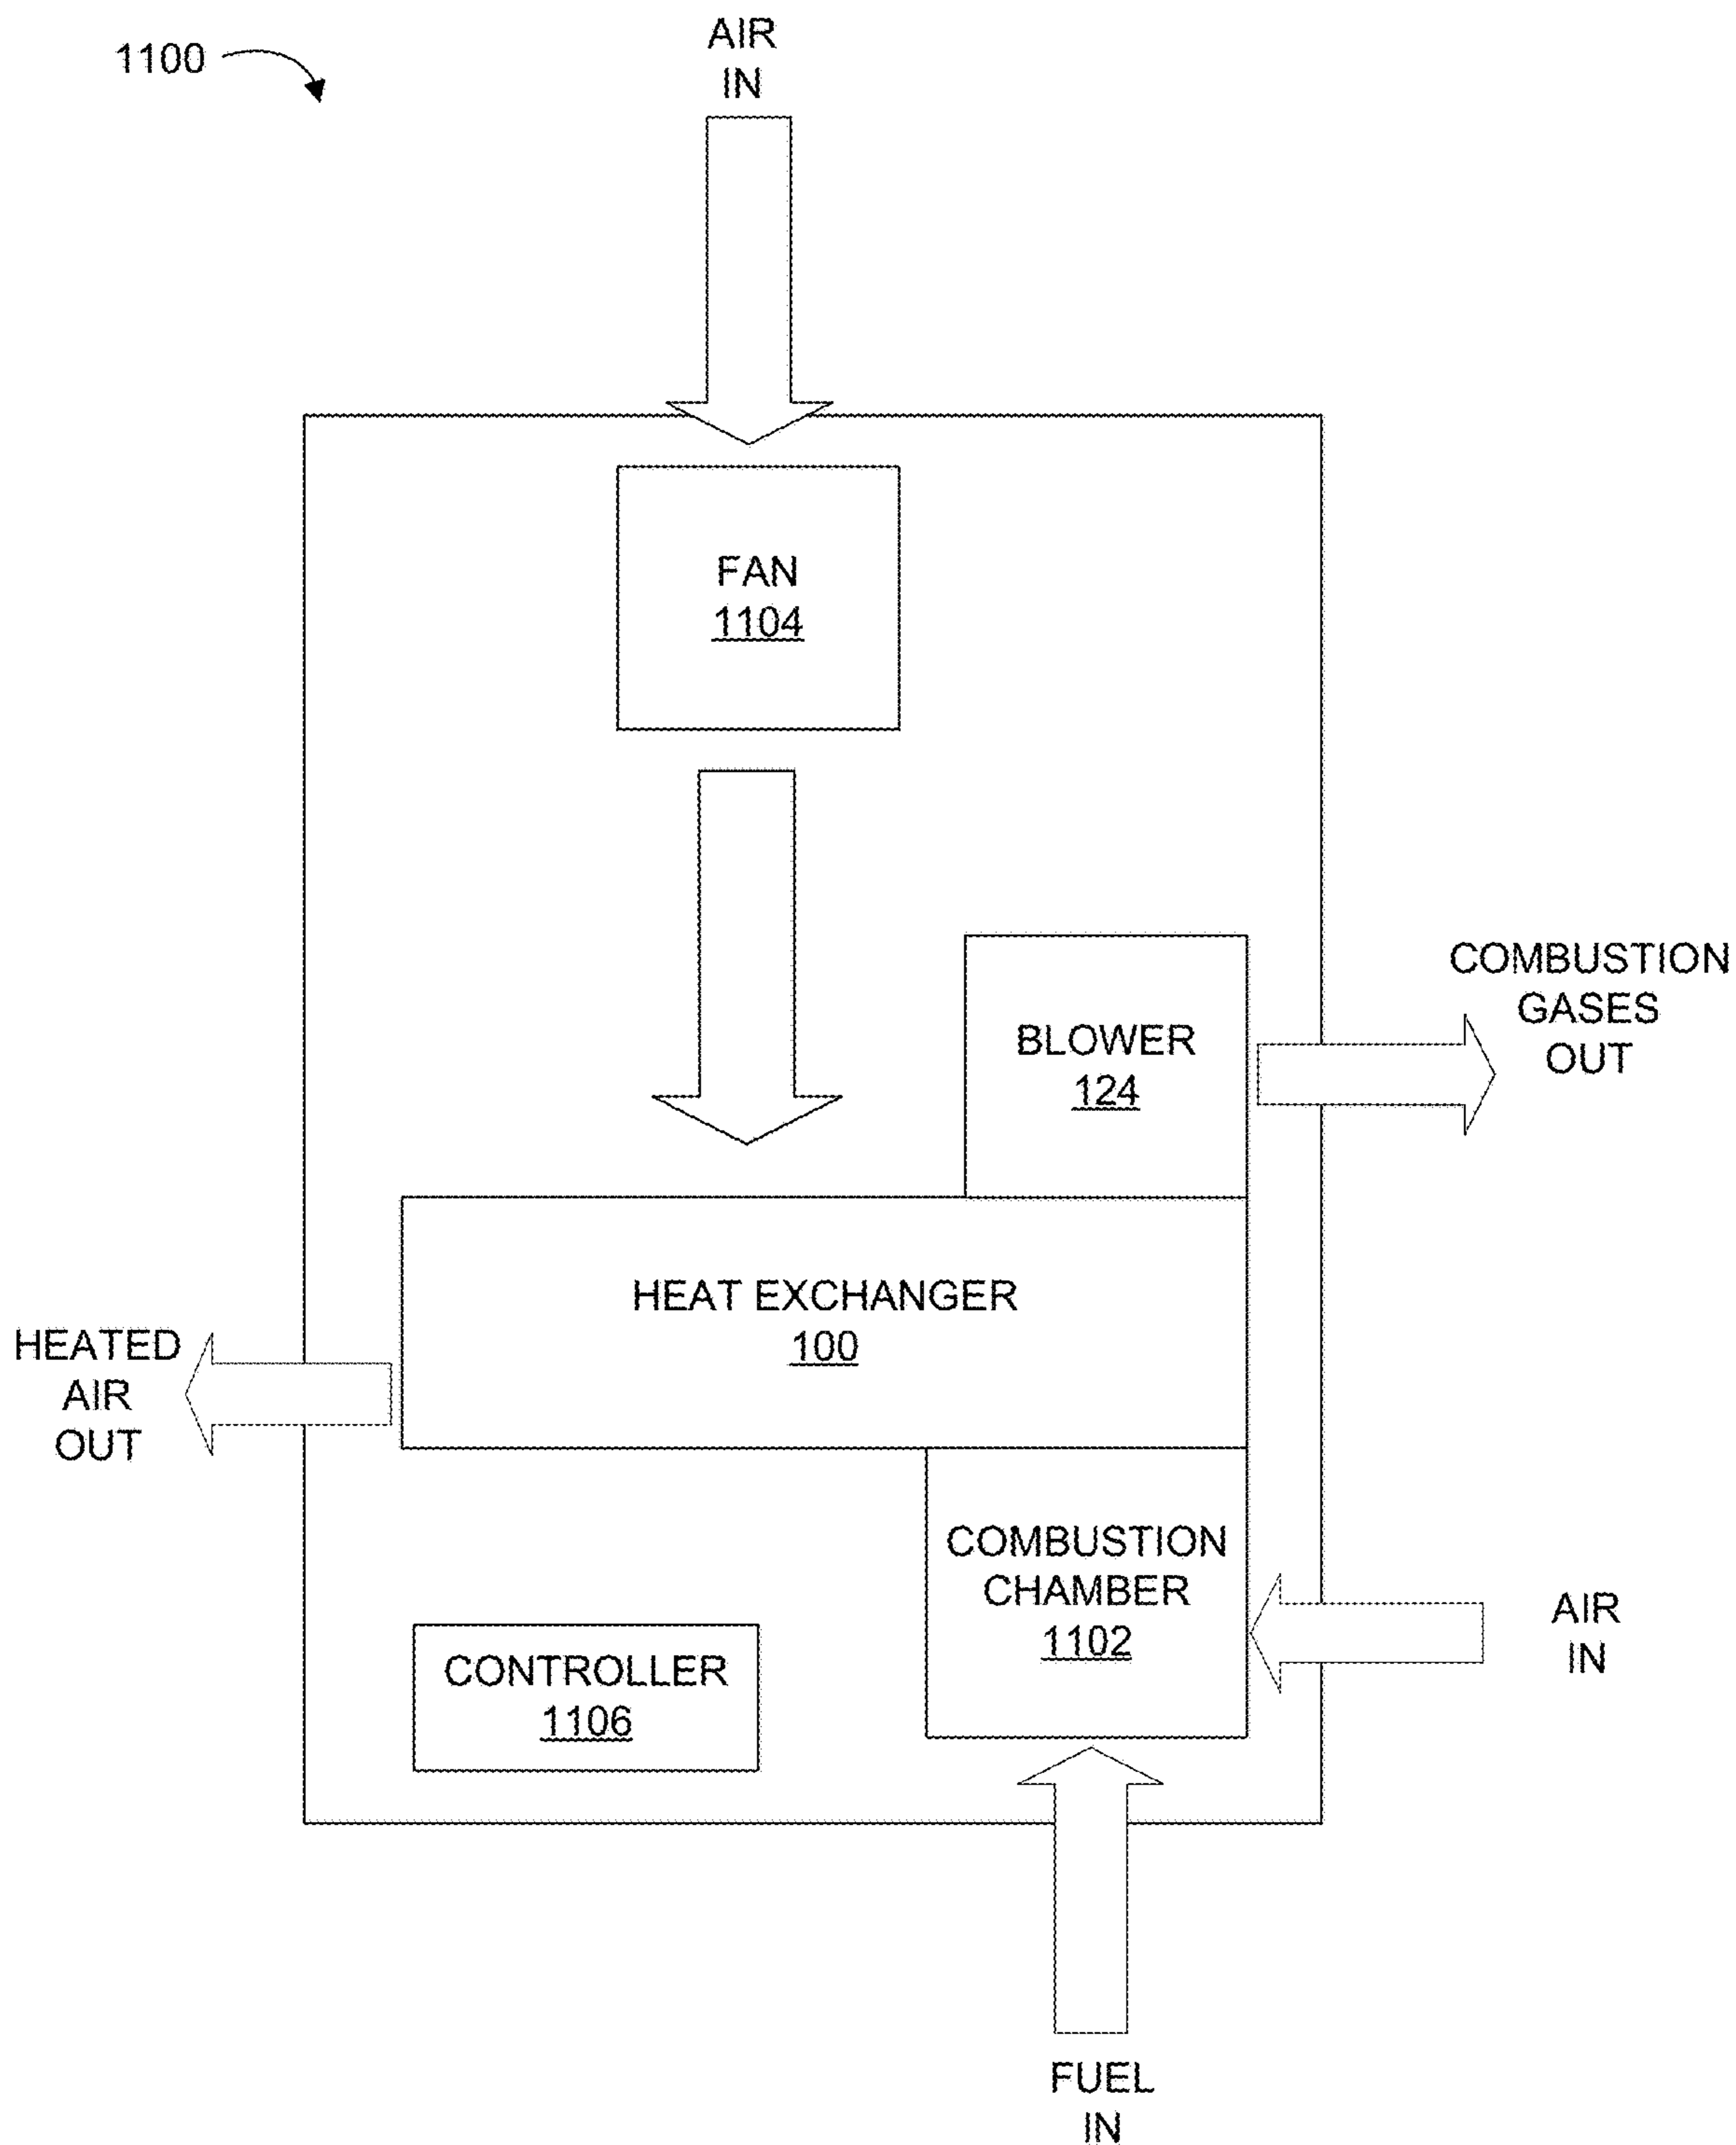 1100
AIR
IN
FAN
1104
BLOWER
124
COMBUSTION
GASES
OUT
HEAT EXCHANGER
100
HEATED
AIR
OUT
COMBUSTION
CHAMBER
1102
AIR
IN
CONTROLLER
1106
FUEL
IN